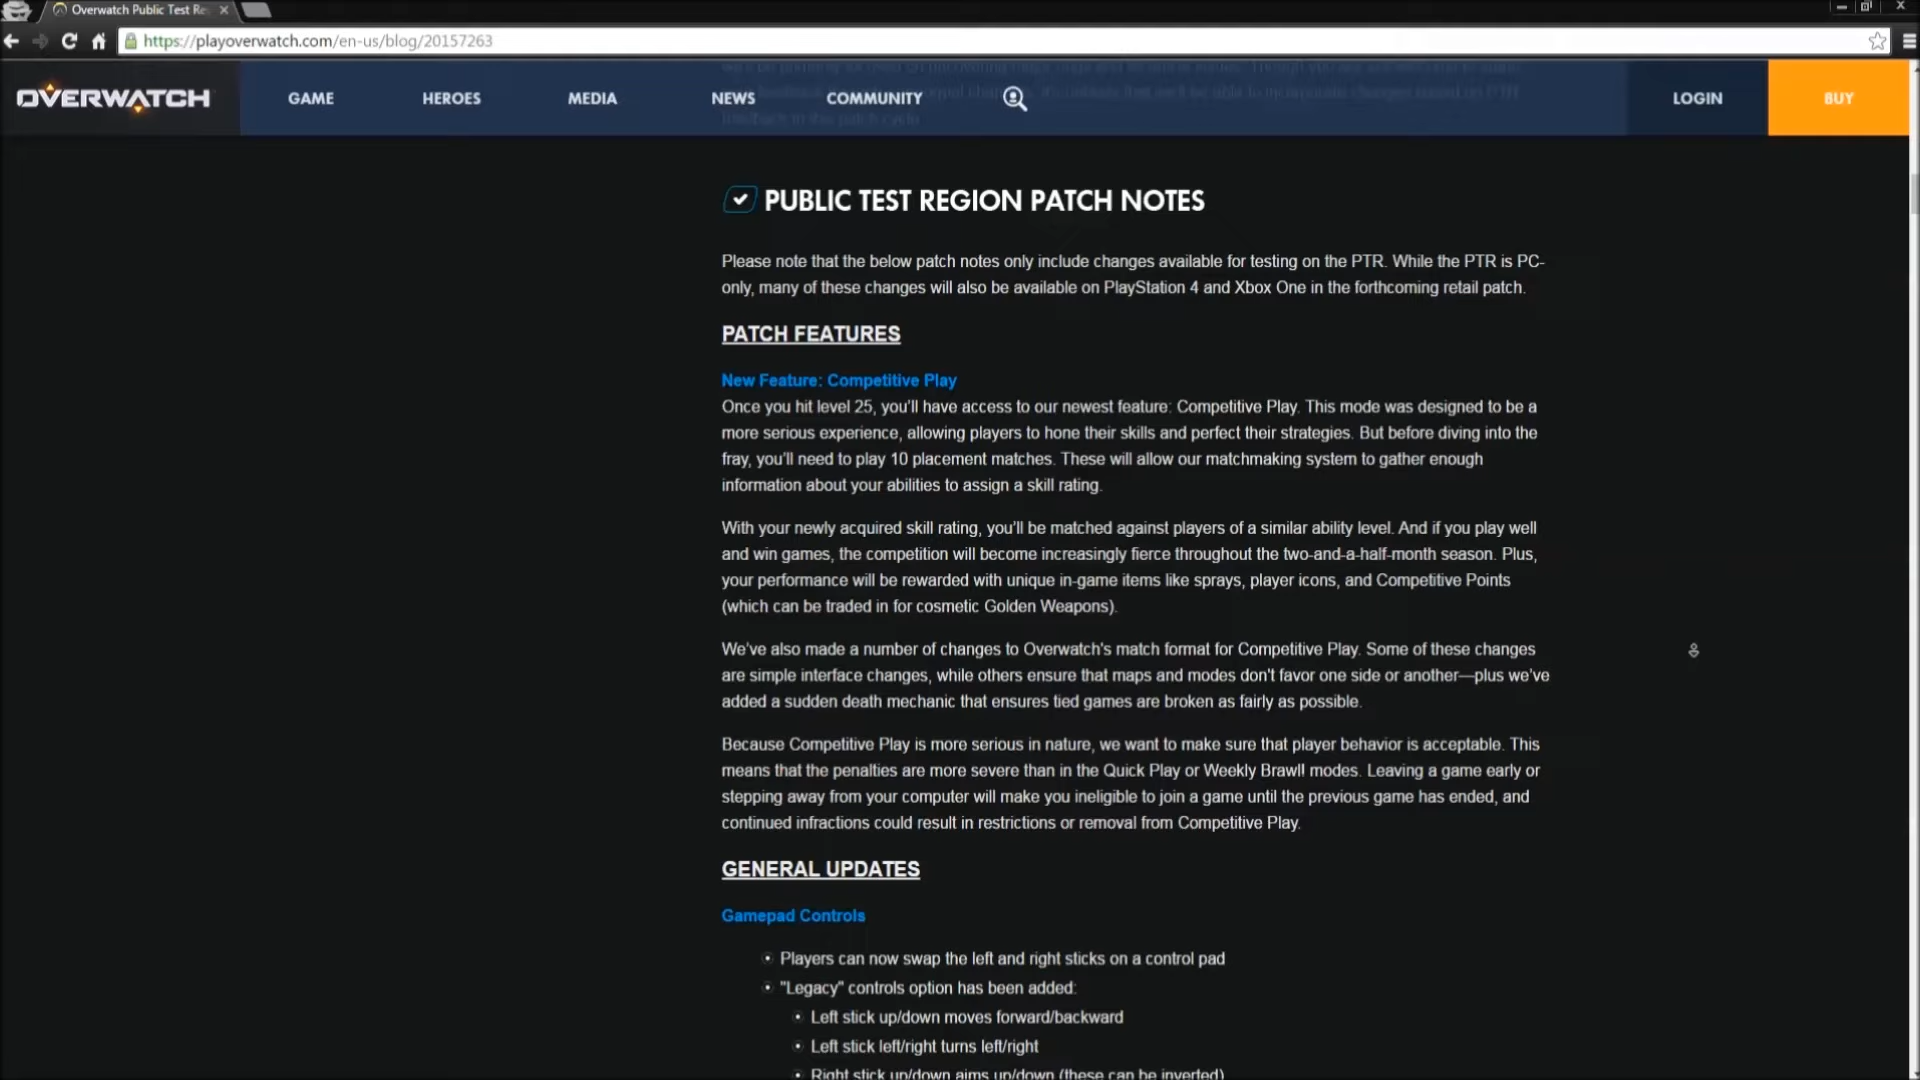 Overwatch Public Test Re
https://playoverwatch.com/en-us/blog/20157263
OVERWATCH
GAME
HEROES
MEDIA
NEWS
COMMUNITY
LOGIN
BUY
PUBLIC TEST REGION PATCH NOTES
Please note that the below patch notes only include changes available for testing on the PTR. While the PTR is PC-
only, many of these changes will also be available on PlayStation 4 and Xbox One in the forthcoming retail patch.
PATCH FEATURES
New Feature: Competitive Play
Once you hit level 25, you'll have access to our newest feature: Competitive Play. This mode was designed to be a
more serious experience, allowing players to hone their skills and perfect their strategies. But before diving into the
fray, you'll need to play 10 placement matches. These will allow our matchmaking system to gather enough
information about your abilities to assign a skill rating.
With your newly acquired skill rating, you'll be matched against players of a similar ability level. And if you play well
and win games, the competition will become increasingly fierce throughout the two-and-a-half-month season. Plus,
your performance will be rewarded with unique in-game items like sprays, player icons, and Competitive Points
(which can be traded in for cosmetic Golden Weapons).
We've also made a number of changes to Overwatch's match format for Competitive Play. Some of these changes
are simple interface changes, while others ensure that maps and modes don't favor one side or another—plus we've
added a sudden death mechanic that ensures tied games are broken as fairly as possible.
Because Competitive Play is more serious in nature, we want to make sure that player behavior is acceptable. This
means that the penalties are more severe than in the Quick Play or Weekly Brawll modes. Leaving a game early or
stepping away from your computer will make you ineligible to join a game until the previous game has ended, and
continued infractions could result in restrictions or removal from Competitive Play.
GENERAL UPDATES
Gamepad Controls
• Players can now swap the left and right sticks on a control pad
• "Legacy" controls option has been added:
• Left stick up/down moves forward/backward
• Left stick left/right turns left/right
• Right stick up/down aims up/down (these can be inverted)